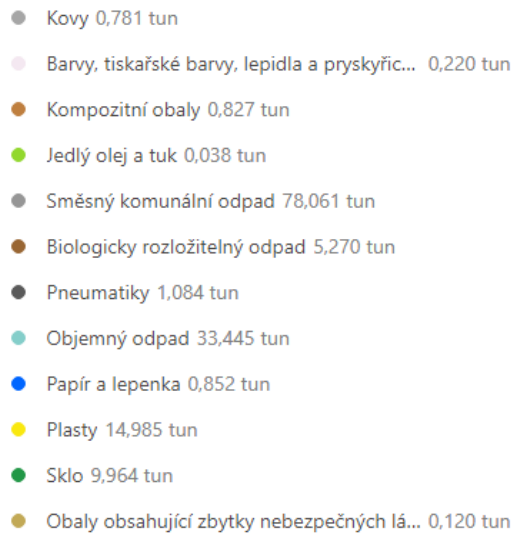 Kovy 0,781 tun
Barvy, tiskařské barvy, lepidla a pryskyřic... 0,220 tun
Kompozitní obaly 0,827 tun
Jedlý olej a tuk 0,038 tun
Směsný komunální odpad 78,061 tun
Biologicky rozložitelný odpad 5,270 tun
Pneumatiky 1,084 tun
Objemný odpad 33,445 tun
Papír a lepenka 0,852 tun
Plasty 14,985 tun
Sklo 9,964 tun
Obaly obsahující zbytky nebezpečných lá... 0,120 tun